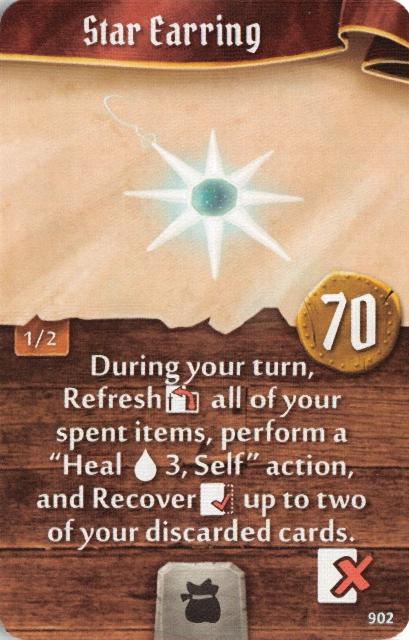 Star Earring
70
1/2
During your turn,
Refresh all of your
spent items, perform a
“Heal 3, Self” action,
and Recover up to two
of your discarded cards.
902